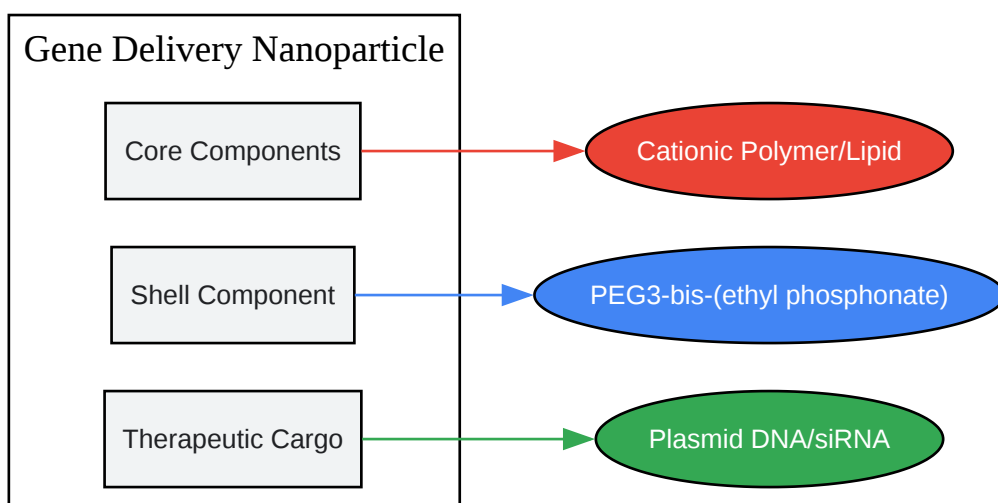 Gene Delivery Nanoparticle
Core Components
Cationic Polymer/Lipid
Shell Component
PEG3-bis-(ethyl phosphonate)
Therapeutic Cargo
Plasmid DNA/siRNA